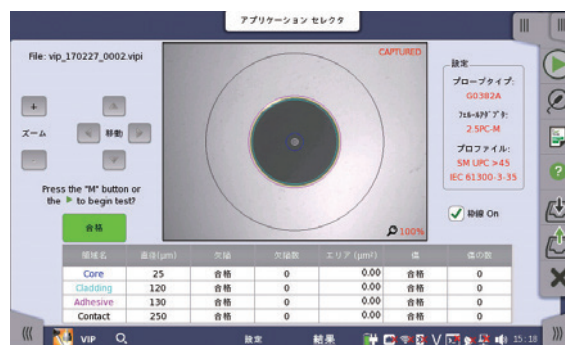 アプリケーション セレクタ
File: vip_170227_0002.vipi
CAPTURED
ズーム
移動
Press the "M" button or
the ▶ to begin test?
合格
100%
設定
プローブタイプ:
G0382A
フェルールアダプタ:
2.5PC-M
プロファイル:
SM UPC >45
IEC 61300-3-35
枠線 On
領域名 直径(μm) 欠陥 欠陥数 エリア (μm²) 傷 傷の数
Core 25 合格 0 0.00 合格 0
Cladding 120 合格 0 0.00 合格 0
Adhesive 130 合格 0 0.00 合格 0
Contact 250 合格 0 0.00 合格 0
VIP 設定 結果 15:18